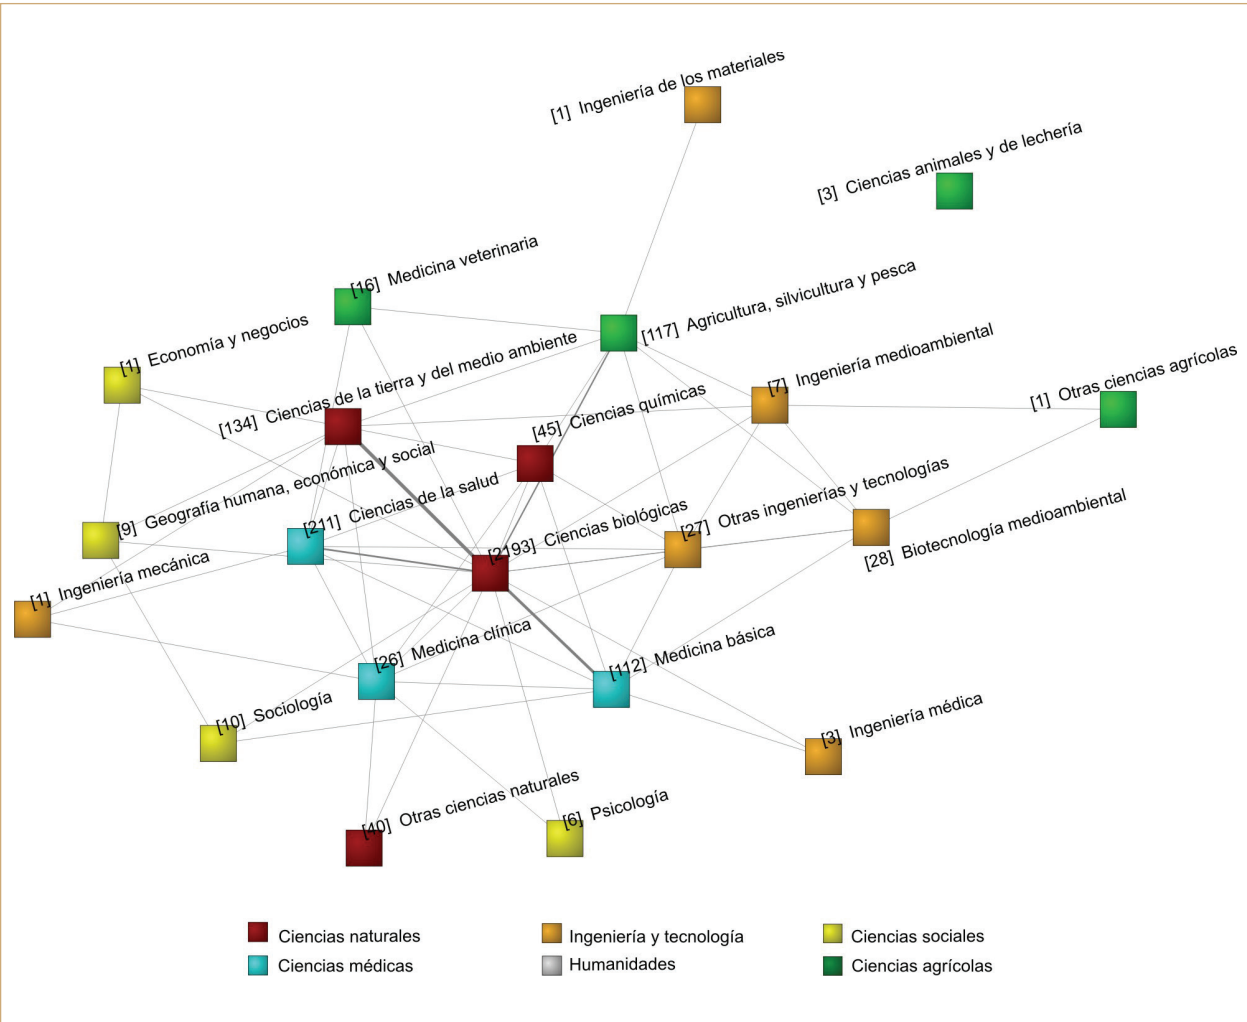 [1] Ingeniería de los materiales
[3] Ciencias animales y de lechería
[16] Medicina veterinaria
[117] Agricultura, silvicultura y pesca
[1] Economía y negocios
[134] Ciencias de la tierra y del medio ambiente
[7] Ingeniería medioambiental
[1] Otras ciencias agrícolas
[45] Ciencias químicas
[9] Geografía humana, económica y social
[211] Ciencias de la salud
[2193] Ciencias biológicas
[27] Otras ingenierías y tecnologías
[28] Biotecnología medioambiental
[1] Ingeniería mecánica
[26] Medicina clínica
[112] Medicina básica
[10] Sociología
[3] Ingeniería médica
[40] Otras ciencias naturales
[6] Psicología
Ciencias naturales
Ingeniería y tecnología
Ciencias sociales
Ciencias médicas
Humanidades
Ciencias agrícolas